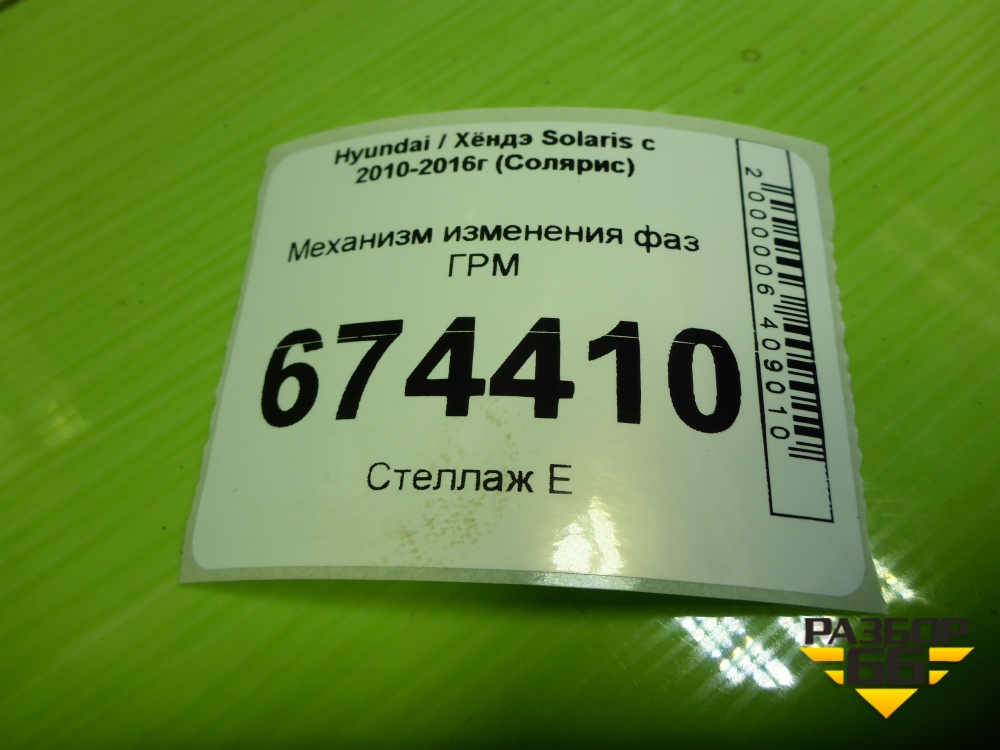 Hyundai / Хёндэ Solaris с
2010-2016г (Солярис)
Механизм изменения фаз
ГРМ
674410
Стеллаж Е
2000006409010
РАЗБОР
66